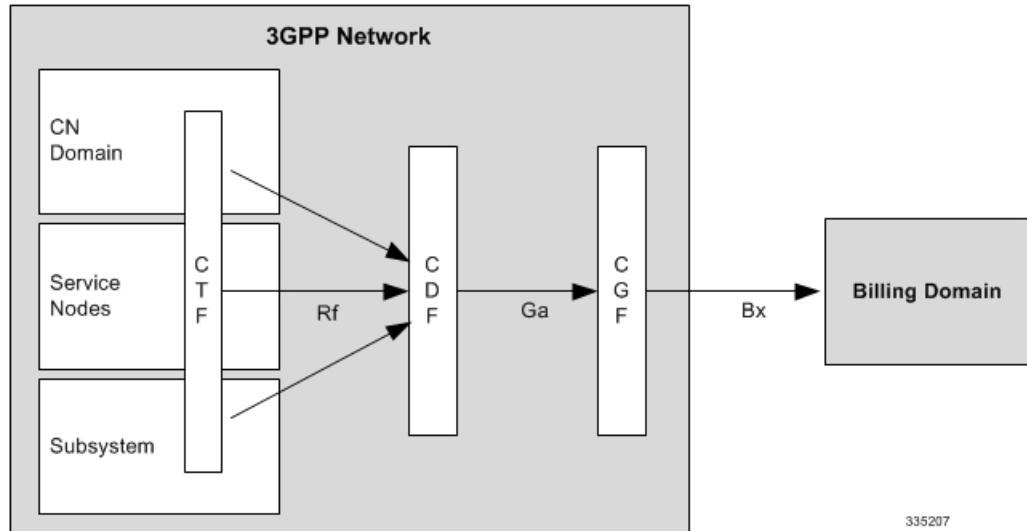 3GPP Network
CN
Domain
Service
Nodes
Subsystem
C
T
F
Rf
C
D
F
Ga
C
G
F
Bx
Billing Domain
335207